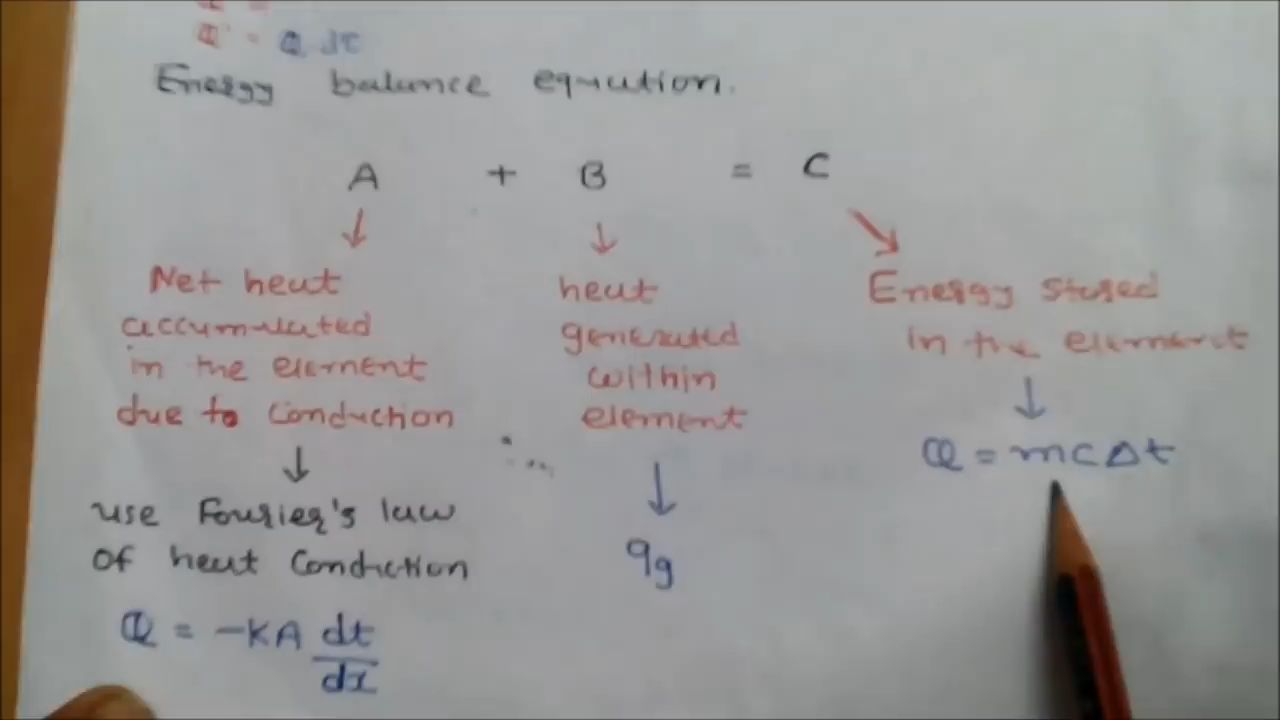 Q' = Q dτ
Energy balance equation.
A + B = C
Net heat
accumulated
in the element
due to Conduction
heat
generated
within
element
Energy stored
in the element
Q = mcΔt
use Fourier's law
of heat Conduction
qg
Q = -KA dt
dx